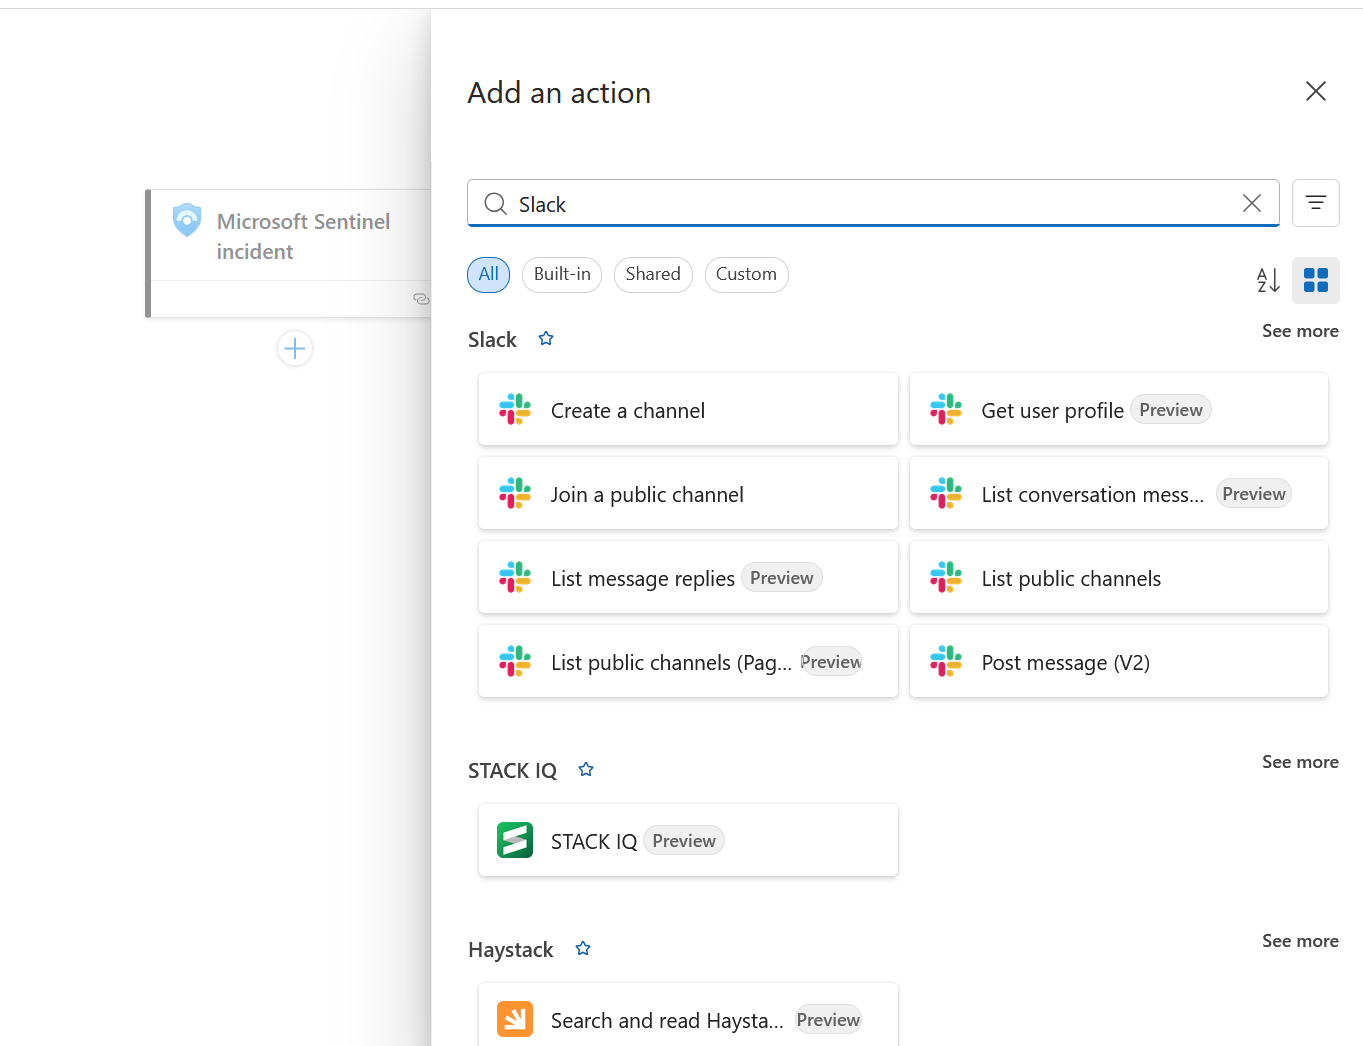 Add an action
Slack
Microsoft Sentinel
incident
All
Built-in
Shared
Custom
A
Z
Slack
See more
Create a channel
Get user profile Preview
Join a public channel
List conversation mess... Preview
List message replies Preview
List public channels
List public channels (Pag... Preview
Post message (V2)
STACK IQ
See more
STACK IQ Preview
Haystack
See more
Search and read Haysta... Preview